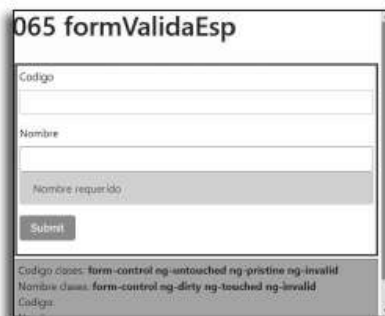 065 formValidaEsp
Codigo
Nombre
Nombre requerido
Submit
Codigo clases: form-control ng-untouched ng-pristine ng-invalid
Nombre clases: form-control ng-dirty ng-touched ng-invalid
Codigo: